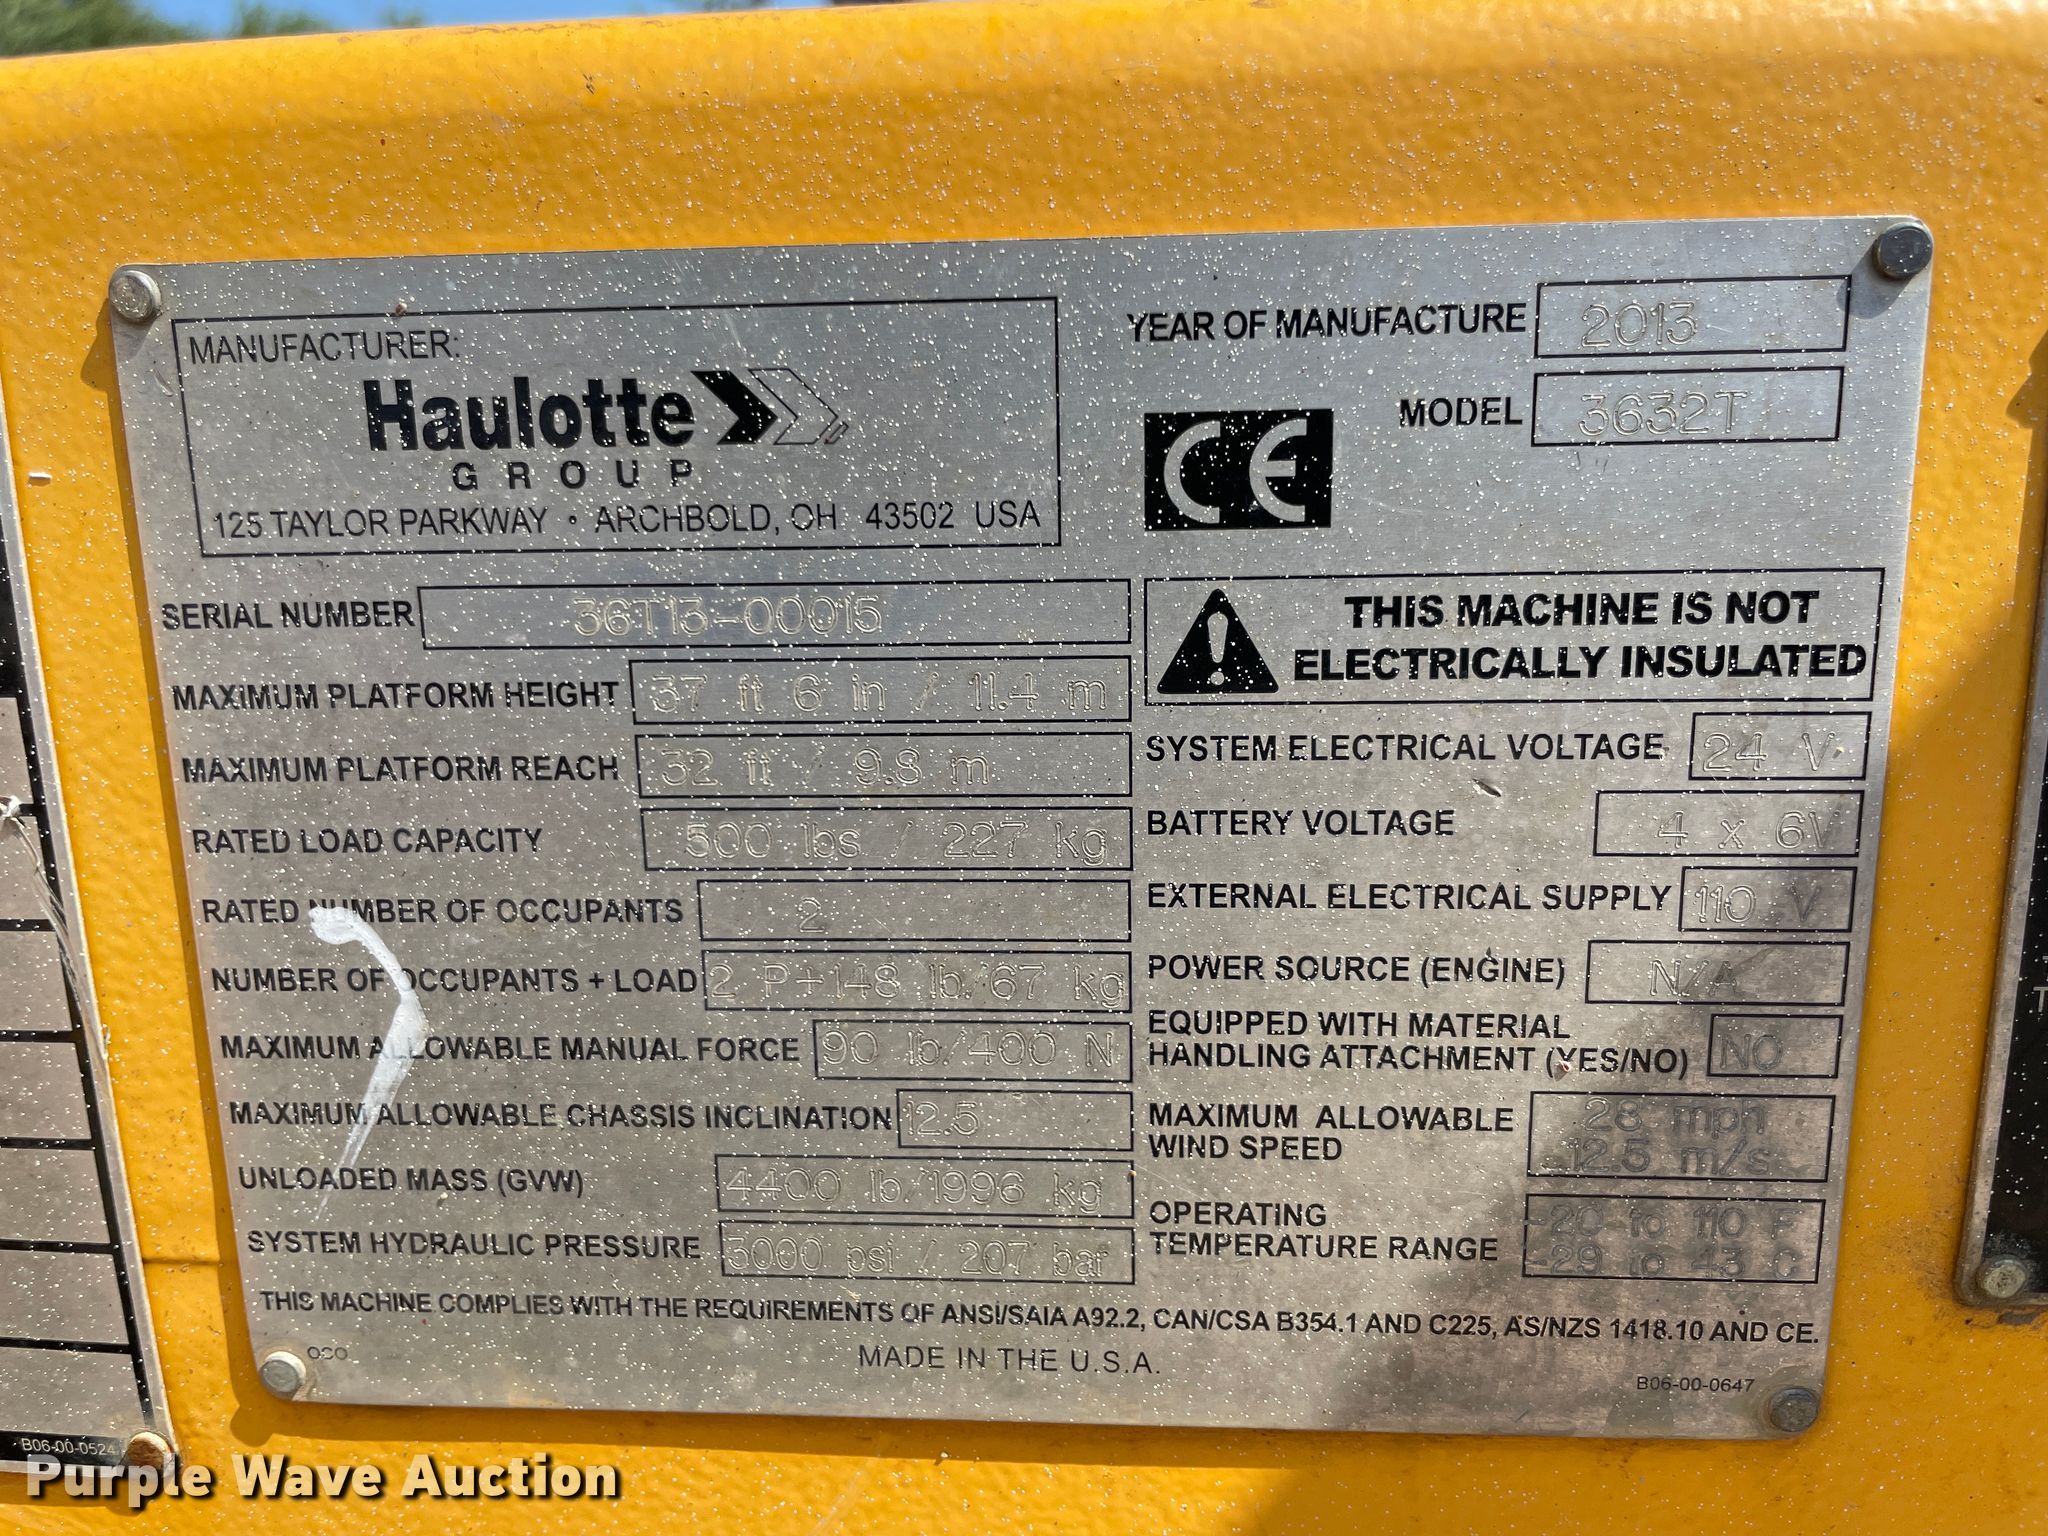 MANUFACTURER:
Haulotte
GROUP
125 TAYLOR PARKWAY • ARCHBOLD, OH 43502 USA
YEAR OF MANUFACTURE 2013
MODEL 3632T
CE
SERIAL NUMBER 36T13-00015
MAXIMUM PLATFORM HEIGHT 37 ft 6 in / 11.4 m
MAXIMUM PLATFORM REACH 32 ft / 9.8 m
RATED LOAD CAPACITY 500 lbs / 227 kg
RATED NUMBER OF OCCUPANTS 2
NUMBER OF OCCUPANTS + LOAD 2 P+148 lb/67 kg
MAXIMUM ALLOWABLE MANUAL FORCE 90 lb/400 N
MAXIMUM ALLOWABLE CHASSIS INCLINATION 12.5
UNLOADED MASS (GVW) 4400 lb/1996 kg
SYSTEM HYDRAULIC PRESSURE 3000 psi / 207 bar
THIS MACHINE IS NOT
ELECTRICALLY INSULATED
SYSTEM ELECTRICAL VOLTAGE 24 V
BATTERY VOLTAGE 4 x 6V
EXTERNAL ELECTRICAL SUPPLY 110 V
POWER SOURCE (ENGINE) N/A
EQUIPPED WITH MATERIAL
HANDLING ATTACHMENT (YES/NO) NO
MAXIMUM ALLOWABLE 28 mph
WIND SPEED 12.5 m/s
OPERATING -20 to 110 F
TEMPERATURE RANGE -29 to 43 C
THIS MACHINE COMPLIES WITH THE REQUIREMENTS OF ANSI/SAIA A92.2, CAN/CSA B354.1 AND C225, AS/NZS 1418.10 AND CE.
MADE IN THE U.S.A.
B06-00-0647
B06-00-0524
Purple Wave Auction